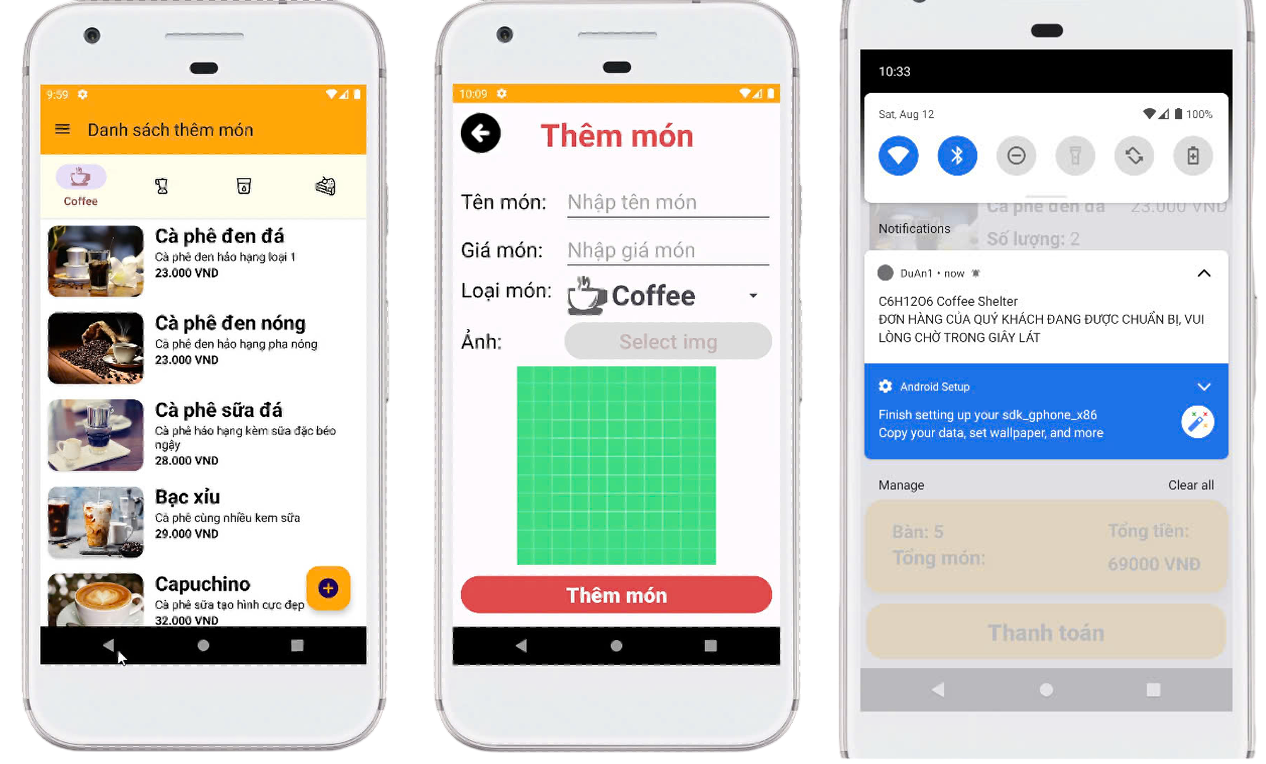 9:59
Danh sách thêm món
Coffee
Cà phê đen đá
Cà phê đen hảo hạng loại 1
23.000 VND
Cà phê đen nóng
Cà phê đen hảo hạng pha nóng
23.000 VND
Cà phê sữa đá
Cà phê hảo hạng kèm sữa đặc béo
ngậy
28.000 VND
Bạc xỉu
Cà phê cùng nhiều kem sữa
29.000 VND
Capuchino
Cà phê sữa tạo hình cực đẹp
32.000 VND
10:09
Thêm món
Tên món: Nhập tên món
Giá món: Nhập giá món
Loại món: Coffee
Ảnh: Select img
Thêm món
10:33
Sat, Aug 12 100%
Cà phê đen đá 23.000 VND
Notifications
Số lượng: 2
DuAn1 • now
C6H12O6 Coffee Shelter
ĐƠN HÀNG CỦA QUÝ KHÁCH ĐANG ĐƯỢC CHUẨN BỊ, VUI
LÒNG CHỜ TRONG GIÂY LÁT
Android Setup
Finish setting up your sdk_gphone_x86
Copy your data, set wallpaper, and more
Manage Clear all
Bàn: 5 Tổng tiền:
Tổng món: 69000 VNĐ
Thanh toán